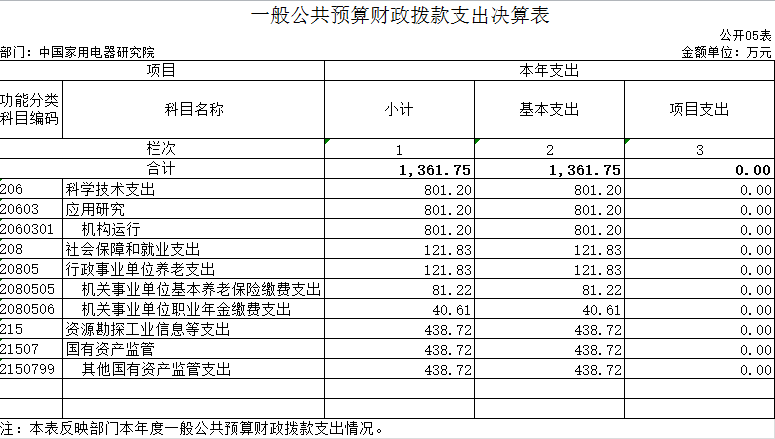 一般公共预算财政拨款支出决算表
公开05表
部门：中国家用电器研究院 金额单位：万元
项目 本年支出
功能分类科目编码 科目名称 小计 基本支出 项目支出
栏次 1 2 3
合计 1,361.75 1,361.75 0.00
206 科学技术支出 801.20 801.20 0.00
20603 应用研究 801.20 801.20 0.00
2060301 机构运行 801.20 801.20 0.00
208 社会保障和就业支出 121.83 121.83 0.00
20805 行政事业单位养老支出 121.83 121.83 0.00
2080505 机关事业单位基本养老保险缴费支出 81.22 81.22 0.00
2080506 机关事业单位职业年金缴费支出 40.61 40.61 0.00
215 资源勘探工业信息等支出 438.72 438.72 0.00
21507 国有资产监管 438.72 438.72 0.00
2150799 其他国有资产监管支出 438.72 438.72 0.00
注：本表反映部门本年度一般公共预算财政拨款支出情况。